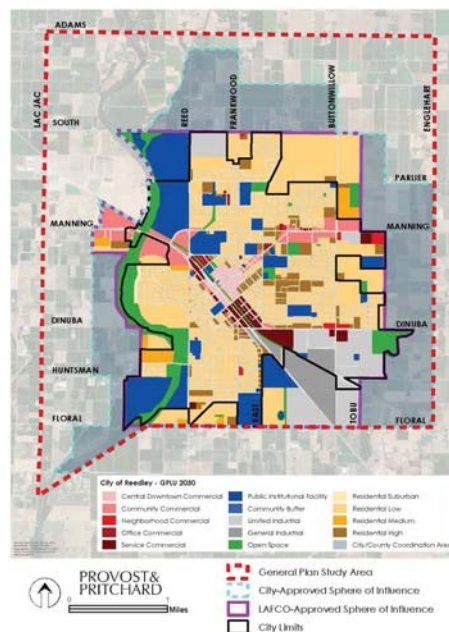 ADAMS
LAC JAC
SOUTH
REED
FRANKWOOD
BUTTONWILLOW
ENGLEHART
PARLIER
MANNING
MANNING
DINUBA
DINUBA
HUNTSMAN
FLORAL
EAST
TOBU
FLORAL
City of Reedley - GPLU 2030
Central Downtown Commercial
Community Commercial
Neighborhood Commercial
Office Commercial
Service Commercial
Public Institutional Facility
Community Buffer
Limited Industrial
General Industrial
Open Space
Residential Suburban
Residential Low
Residential Medium
Residential High
City/County Coordination Area
PROVOST&
PRITCHARD
0
1
Miles
General Plan Study Area
City-Approved Sphere of Influence
LAFCO-Approved Sphere of Influence
City Limits